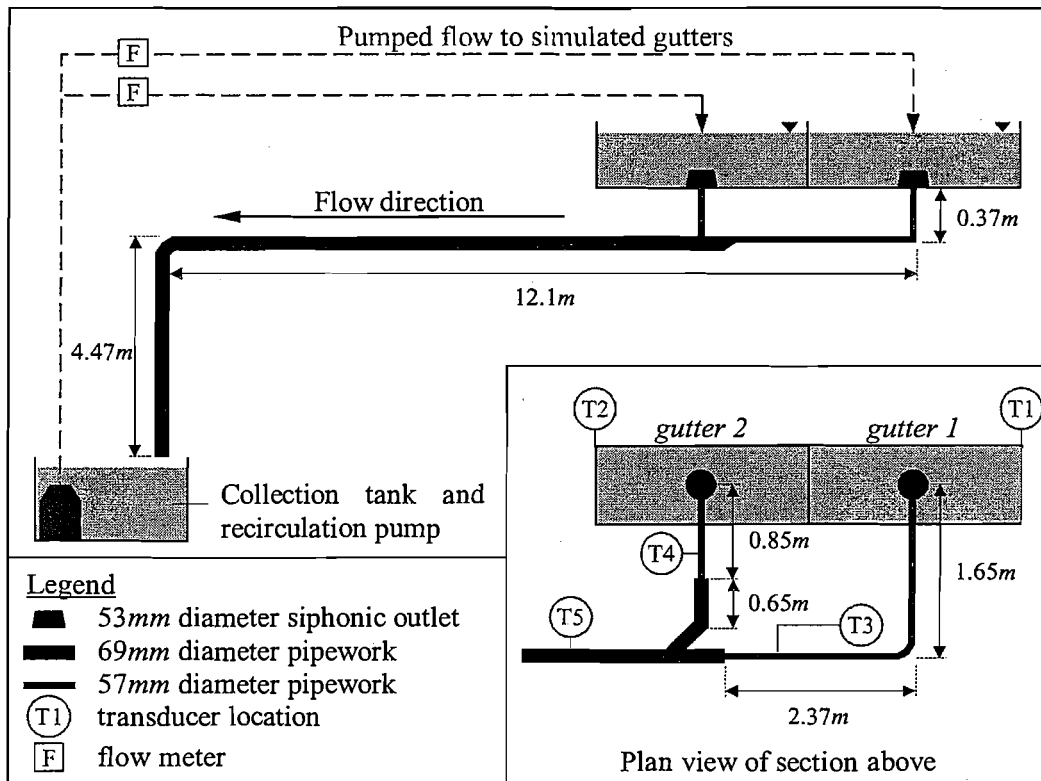 Pumped flow to simulated gutters
F
F
Flow direction
0.37m
12.1m
4.47m
Collection tank and
recirculation pump
T2
T1
gutter 2
gutter 1
T4
0.85m
1.65m
0.65m
T5
T3
2.37m
Plan view of section above
Legend
53mm diameter siphonic outlet
69mm diameter pipework
57mm diameter pipework
T1 transducer location
F flow meter